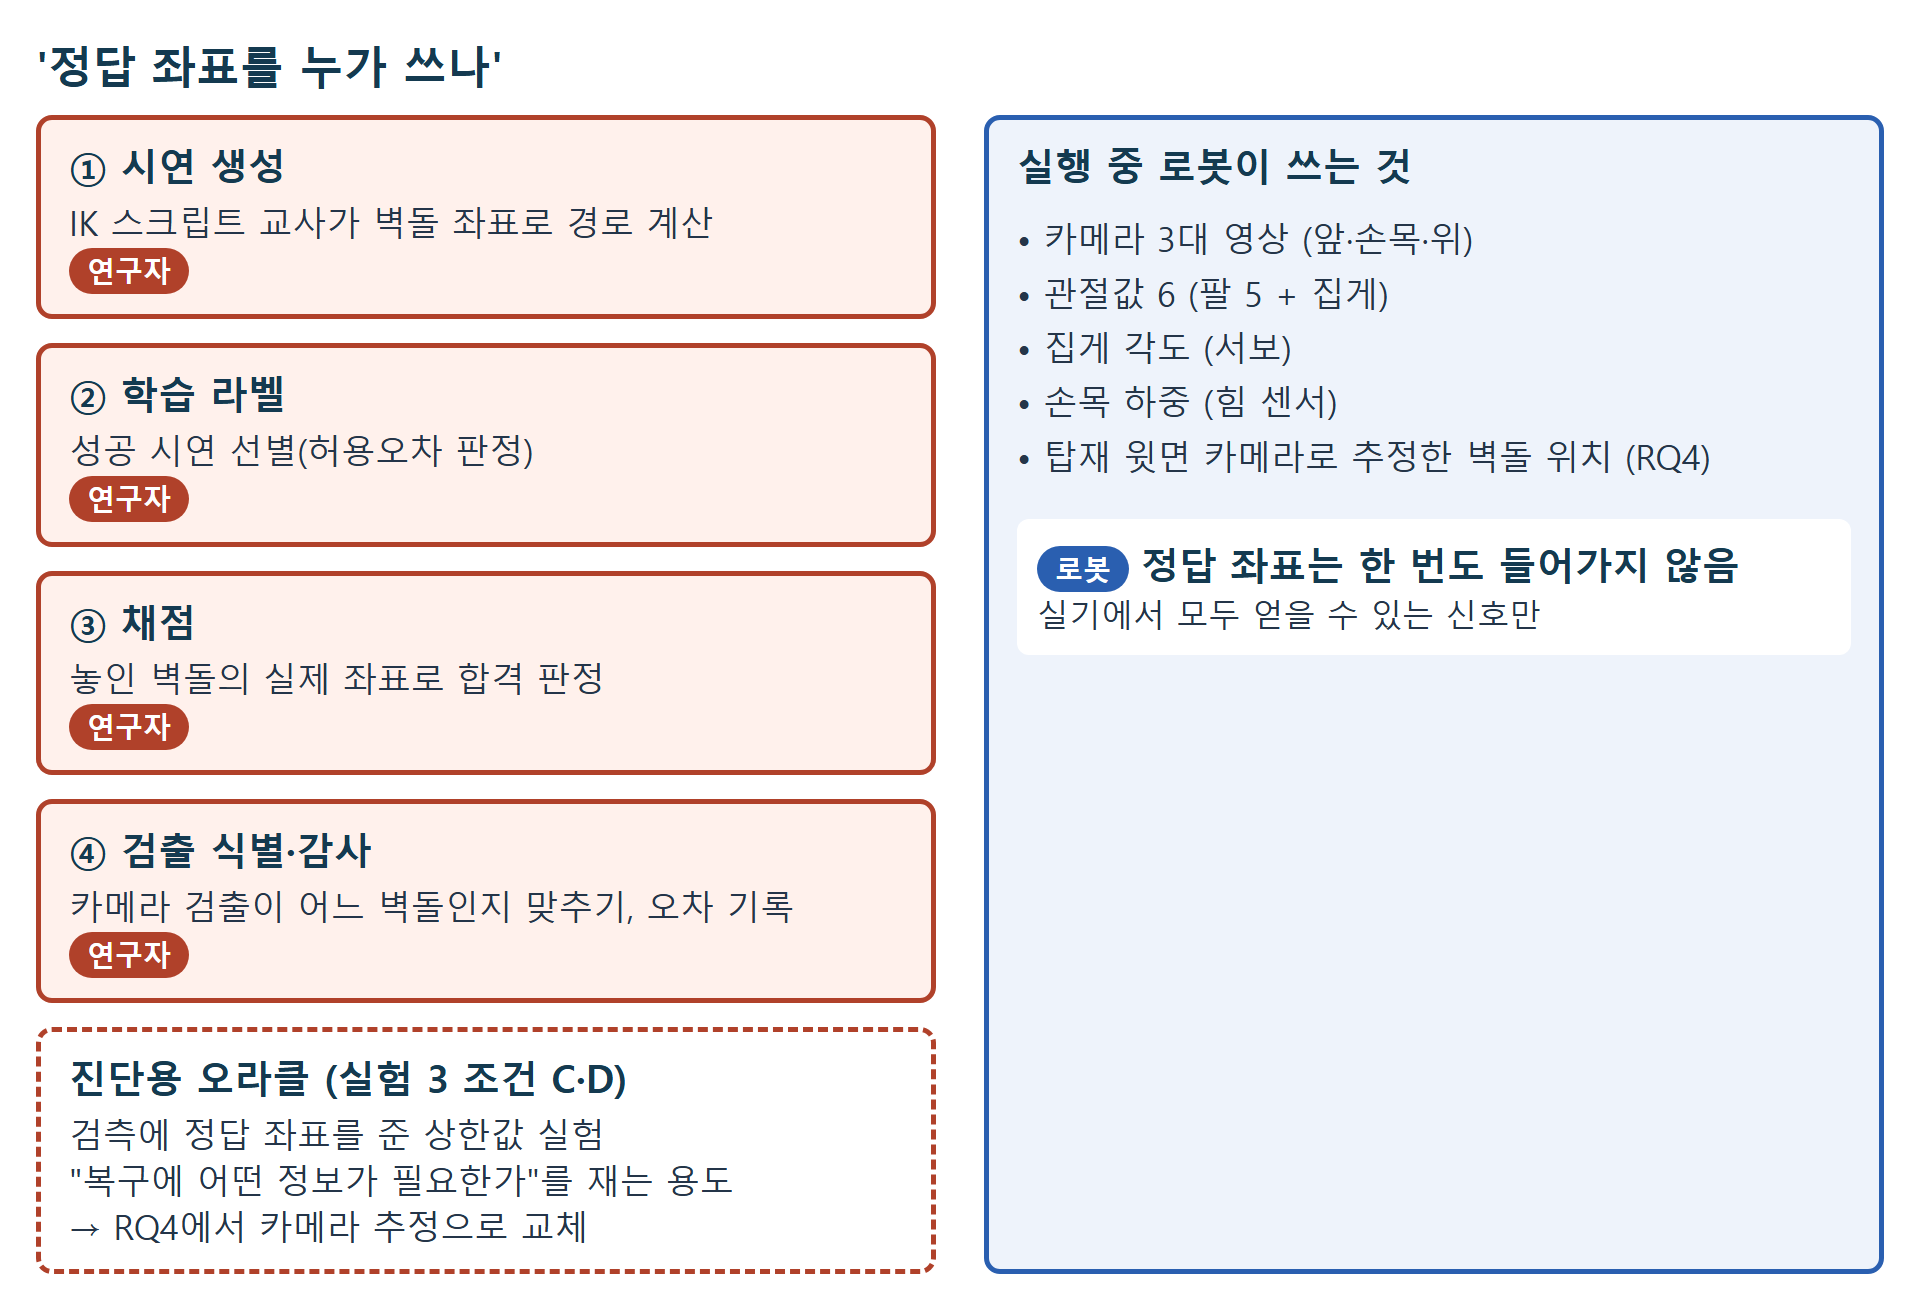 '정답 좌표를 누가 쓰나'
① 시연 생성
IK 스크립트 교사가 벽돌 좌표로 경로 계산
연구자
② 학습 라벨
성공 시연 선별(허용오차 판정)
연구자
③ 채점
놓인 벽돌의 실제 좌표로 합격 판정
연구자
④ 검출 식별·감사
카메라 검출이 어느 벽돌인지 맞추기, 오차 기록
연구자
진단용 오라클 (실험 3 조건 C·D)
검측에 정답 좌표를 준 상한값 실험
"복구에 어떤 정보가 필요한가"를 재는 용도
→ RQ4에서 카메라 추정으로 교체
실행 중 로봇이 쓰는 것
• 카메라 3대 영상 (앞·손목·위)
• 관절값 6 (팔 5 + 집게)
• 집게 각도 (서보)
• 손목 하중 (힘 센서)
• 탑재 윗면 카메라로 추정한 벽돌 위치 (RQ4)
로봇 정답 좌표는 한 번도 들어가지 않음
실기에서 모두 얻을 수 있는 신호만